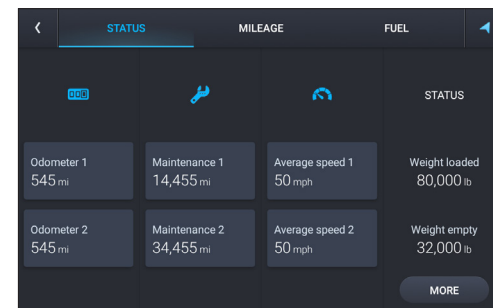 STATUS MILEAGE FUEL
STATUS
Odometer 1 Maintenance 1 Average speed 1 Weight loaded
545 mi 14,455 mi 50 mph 80,000 lb
Odometer 2 Maintenance 2 Average speed 2 Weight empty
545 mi 34,455 mi 50 mph 32,000 lb
MORE